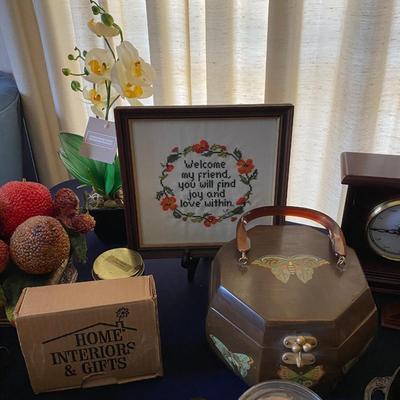 Welcome
my friend,
you will find
joy and
love within.
HOME
INTERIORS
& GIFTS